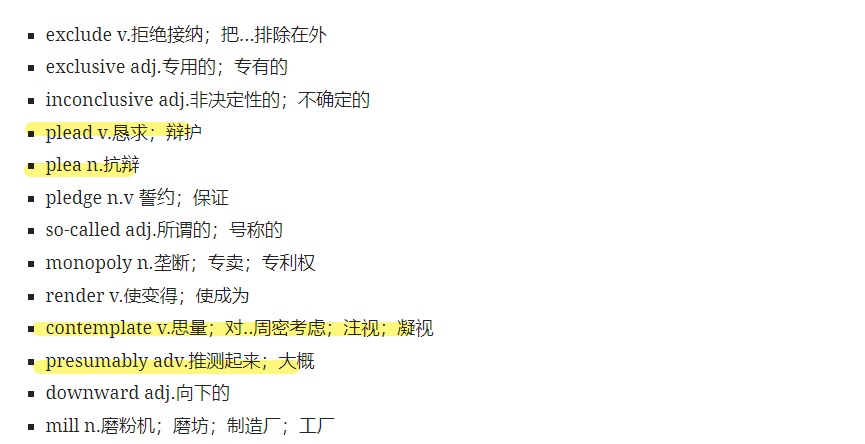 exclude v.拒绝接纳；把...排除在外
exclusive adj.专用的；专有的
inconclusive adj.非决定性的；不确定的
plead v.恳求；辩护
plea n.抗辩
pledge n.v 誓约；保证
so-called adj.所谓的；号称的
monopoly n.垄断；专卖；专利权
render v.使变得；使成为
contemplate v.思量；对..周密考虑；注视；凝视
presumably adv.推测起来；大概
downward adj.向下的
mill n.磨粉机；磨坊；制造厂；工厂